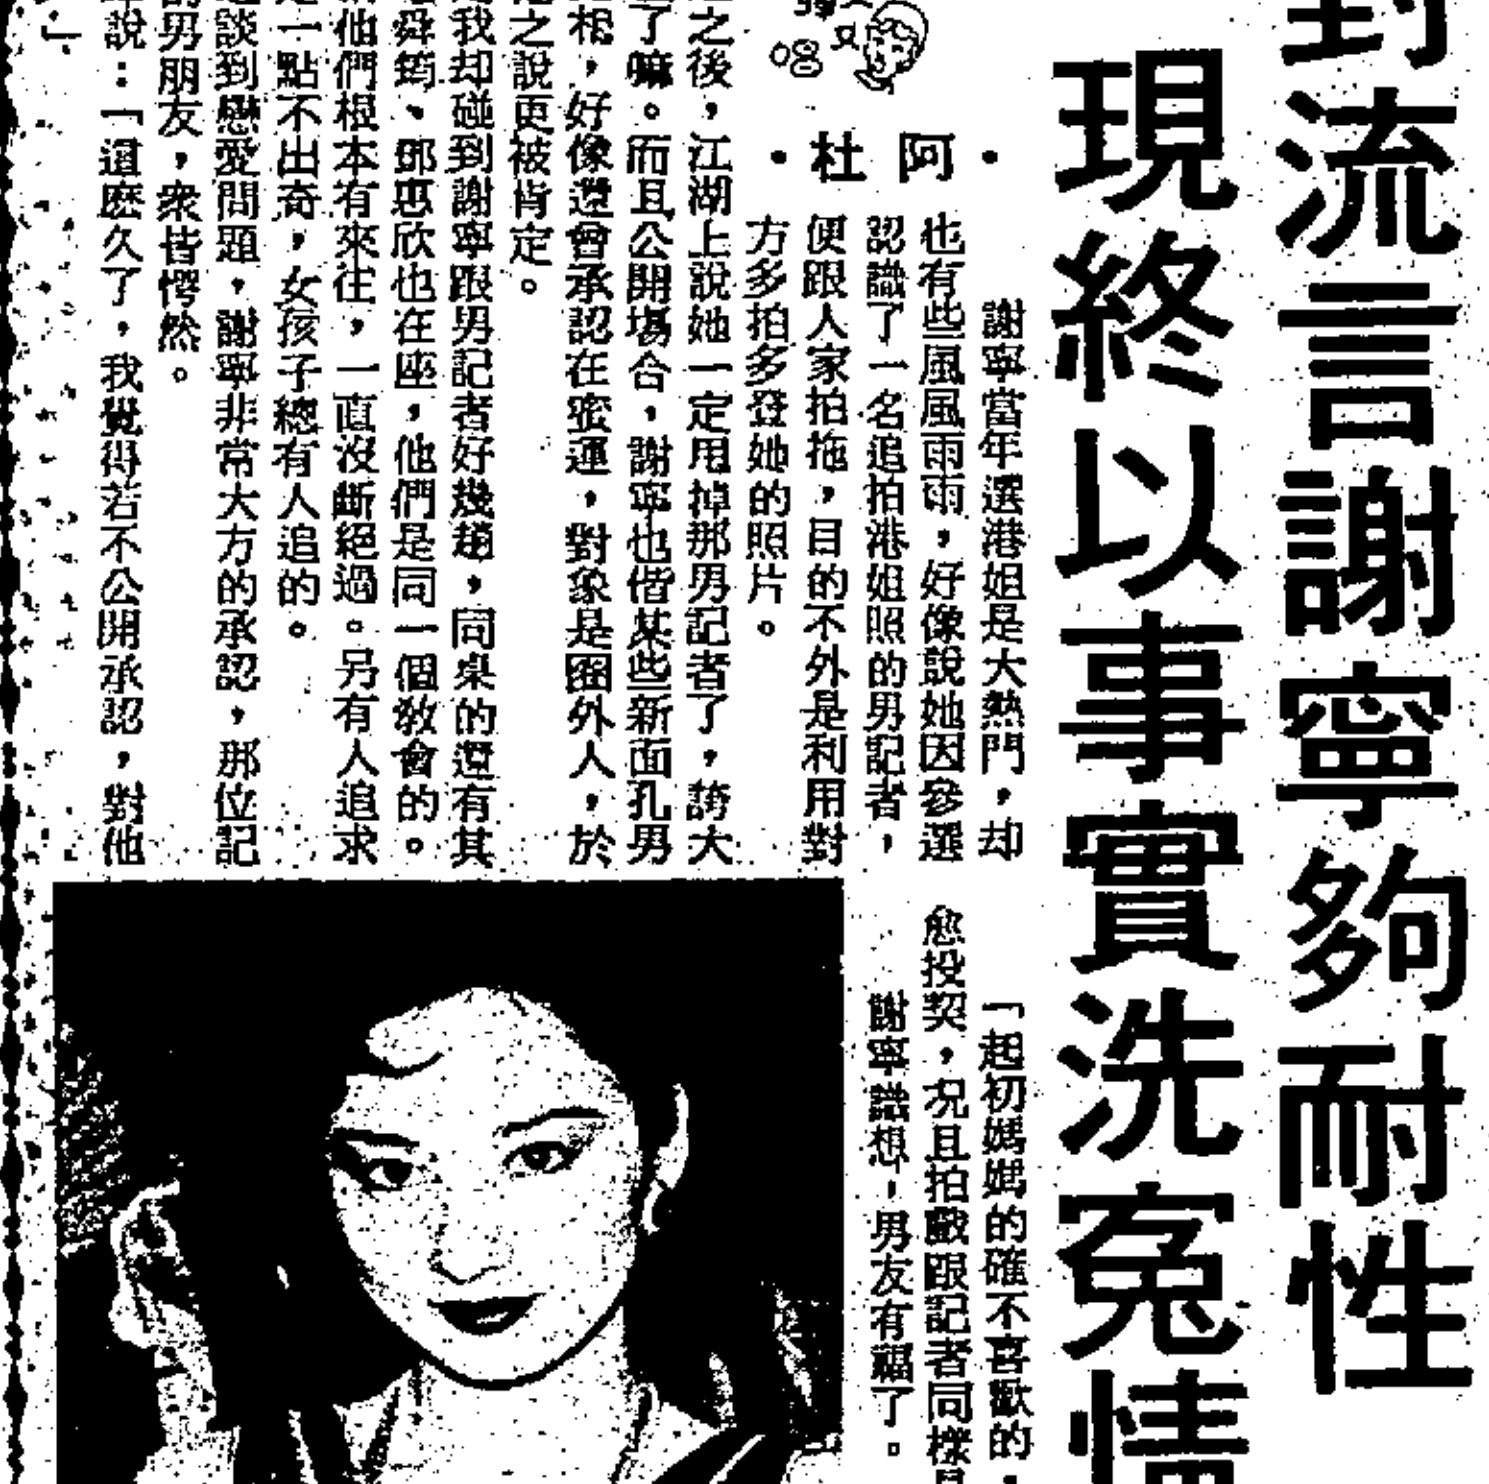 對流言謝寧夠耐性
現終以事實洗寃情
・阿杜・
謝寧當年選港姐是大熱門，却
也有些風風雨雨，好像說她因參選
認識了一名追拍港姐照的男記者，
便跟人家拍拖，目的不外是利用對
方多拍多登她的照片。
之後，江湖上說她一定甩掉那男記者了，誇大
了嘛。而且公開場合，謝寧也偕某些新面孔男
相，好像還曾承認在蜜運，對象是圈外人，於
之說更被肯定。
我却碰到謝寧跟男記者好幾趟，同桌的還有其
舜筠、鄧惠欣也在座，他們是同一個敎會的。
他們根本有來往，一直沒斷絕過。另有人追求
一點不出奇，女孩子總有人追的。
談到戀愛問題，謝寧非常大方的承認，那位記
男朋友，衆皆愕然。
說：「這麽久了，我覺得若不公開承認，對他
」
「起初媽媽的確不喜歡的，
愈投契，况且拍戲跟記者同樣是
謝寧識想，男友有福了。